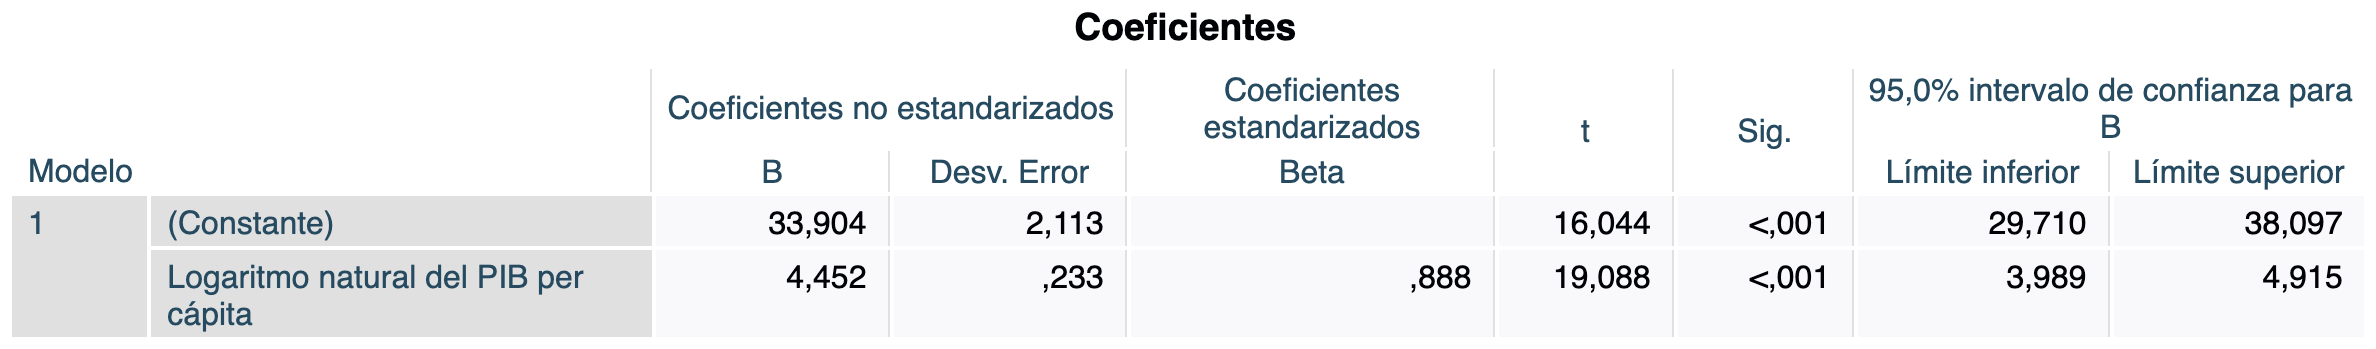 Coeficientes
Coeficientes no estandarizados
Coeficientes
estandarizados
t
Sig.
95,0% intervalo de confianza para
B
Modelo
B
Desv. Error
Beta
Límite inferior
Límite superior
1 (Constante) 33,904 2,113 16,044 <,001 29,710 38,097
Logaritmo natural del PIB per 4,452 ,233 ,888 19,088 <,001 3,989 4,915
cápita